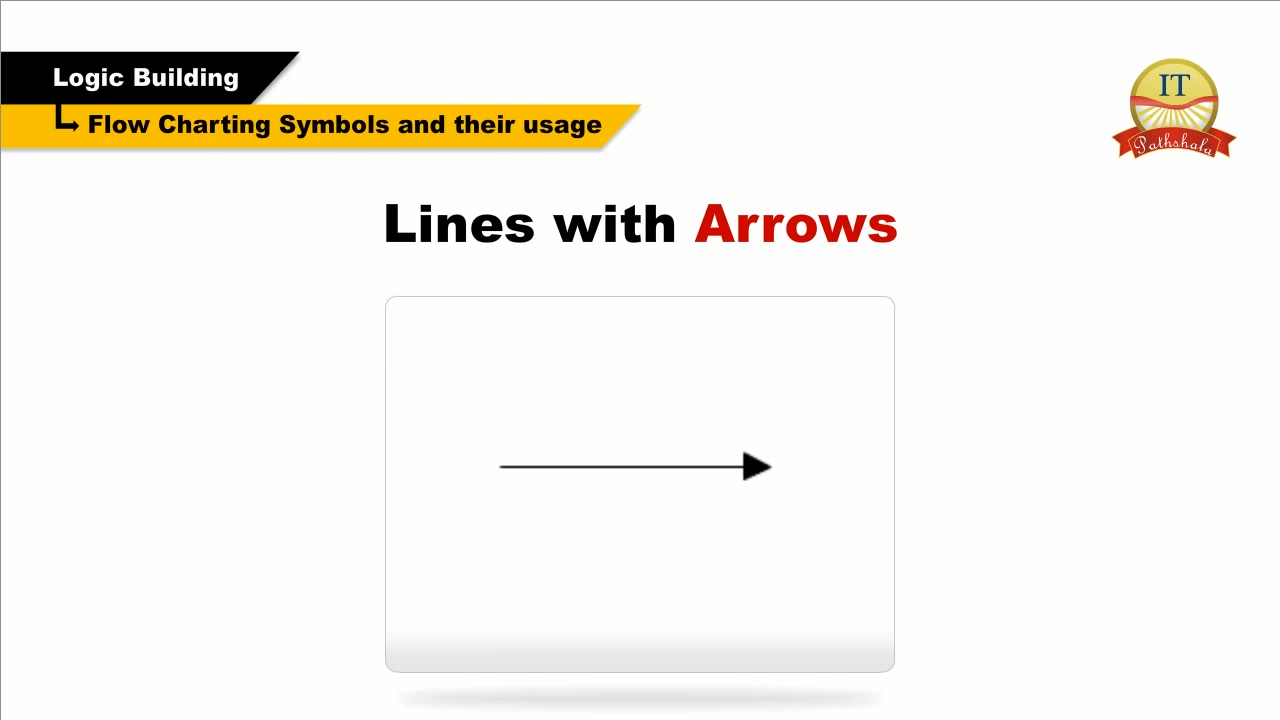 Logic Building
Flow Charting Symbols and their usage
IT
Pathshala
Lines with Arrows